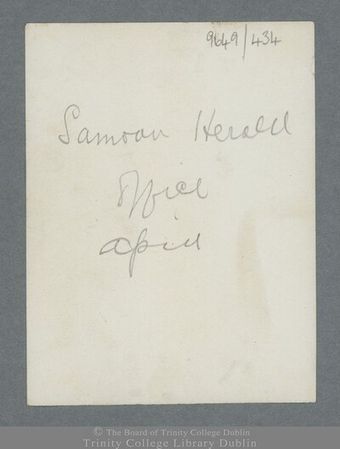 9649/434
Samoan Herald
Office
Apia
© The Board of Trinity College Dublin
Trinity College Library Dublin